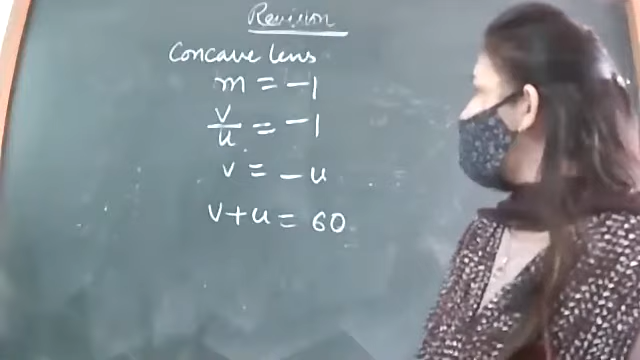 Revision
Concave lens
m = -1
v/u = -1
v = -u
v+u = 60